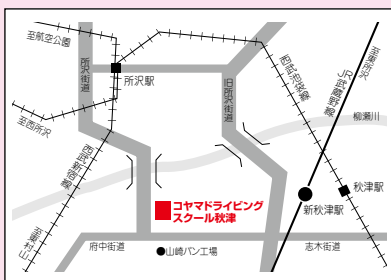 至航空公園
所沢街道
所沢駅
旧所沢街道
西武池袋線
至東所沢
JR武蔵野線
至西所沢
柳瀬川
西武新宿線
秋津駅
コヤマドライビング
スクール秋津
新秋津駅
至東村山
府中街道
志木街道
山崎パン工場